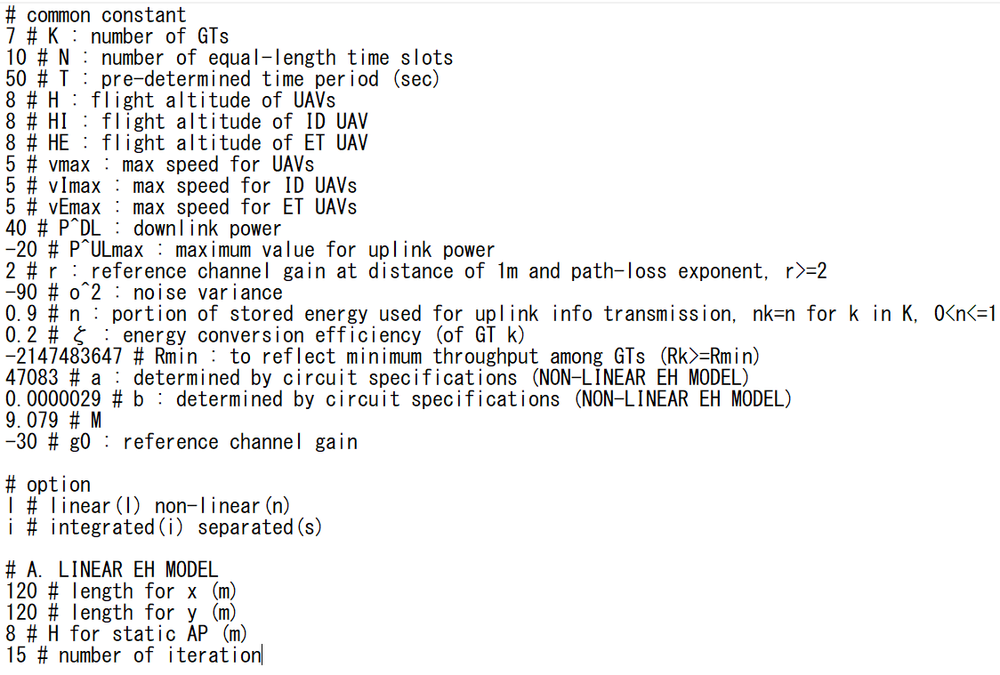 # common constant
7 # K : number of GTs
10 # N : number of equal-length time slots
50 # T : pre-determined time period (sec)
8 # H : flight altitude of UAVs
8 # HI : flight altitude of ID UAV
8 # HE : flight altitude of ET UAV
5 # vmax : max speed for UAVs
5 # vImax : max speed for ID UAVs
5 # vEmax : max speed for ET UAVs
40 # P^DL : downlink power
-20 # P^ULmax : maximum value for uplink power
2 # r : reference channel gain at distance of 1m and path-loss exponent, r>=2
-90 # o^2 : noise variance
0.9 # n : portion of stored energy used for uplink info transmission, nk=n for k in K, 0<n<=1
0.2 # ζ : energy conversion efficiency (of GT k)
-2147483647 # Rmin : to reflect minimum throughput among GTs (Rk>=Rmin)
47083 # a : determined by circuit specifications (NON-LINEAR EH MODEL)
0.0000029 # b : determined by circuit specifications (NON-LINEAR EH MODEL)
9.079 # M
-30 # g0 : reference channel gain
# option
l # linear(l) non-linear(n)
i # integrated(i) separated(s)
# A. LINEAR EH MODEL
120 # length for x (m)
120 # length for y (m)
8 # H for static AP (m)
15 # number of iteration